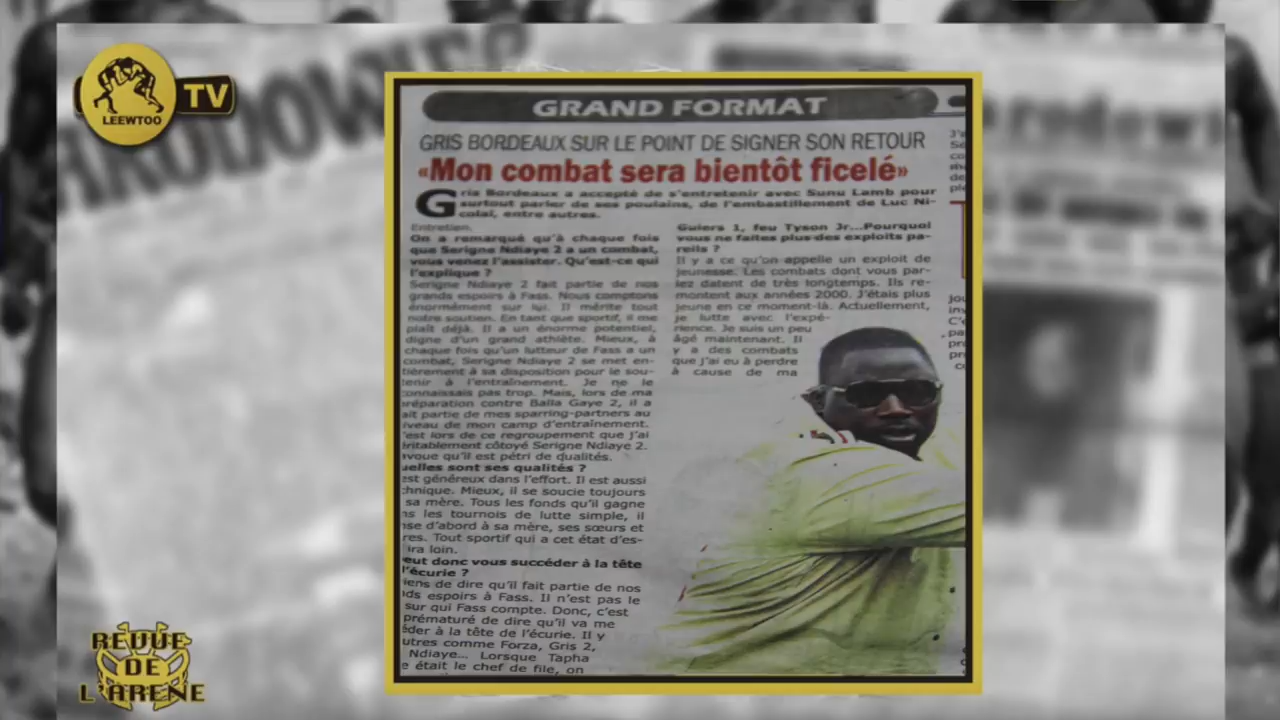 LEEWTOO
TV
GRAND FORMAT
GRIS BORDEAUX SUR LE POINT DE SIGNER SON RETOUR
«Mon combat sera bientôt ficelé»
Gris Bordeaux a accepté de s'entretenir avec Sunu Lamb pour
surtout parler de ses poulains, de l'embastillement de Luc Ni-
colaï, entre autres.
Entretien.
On a remarqué qu'à chaque fois
que Serigne Ndiaye 2 a un combat,
vous venez l'assister. Qu'est-ce qui
l'explique ?
Serigne Ndiaye 2 fait partie de nos
grands espoirs à Fass. Nous comptons
énormément sur lui. Il mérite tout
notre soutien. En tant que sportif, il me
plaît déjà. Il a un énorme potentiel,
digne d'un grand athlète. Mieux, à
chaque fois qu'un lutteur de Fass a un
combat, Serigne Ndiaye 2 se met en-
tièrement à sa disposition pour le sou-
tenir à l'entraînement. Je ne le
connaissais pas trop. Mais, lors de ma
préparation contre Balla Gaye 2, il a
ait partie de mes sparring-partners au
iveau de mon camp d'entraînement.
'est lors de ce regroupement que j'ai
éritablement côtoyé Serigne Ndiaye 2.
avoue qu'il est pétri de qualités.
uelles sont ses qualités ?
est généreux dans l'effort. Il est aussi
chnique. Mieux, il se soucie toujours
sa mère. Tous les fonds qu'il gagne
ns les tournois de lutte simple, il
nse d'abord à sa mère, ses sœurs et
res. Tout sportif qui a cet état d'es-
ira loin.
eut donc vous succéder à la tête
l'écurie ?
iens de dire qu'il fait partie de nos
ds espoirs à Fass. Il n'est pas le
sur qui Fass compte. Donc, c'est
Prématuré de dire qu'il va me
éder à la tête de l'écurie. Il y
utres comme Forza, Gris 2,
Ndiaye... Lorsque Tapha
e était le chef de file, on
Guiers 1, feu Tyson Jr...Pourquoi
vous ne faites plus des exploits pa-
reils ?
Il y a ce qu'on appelle un exploit de
jeunesse. Les combats dont vous par-
lez datent de très longtemps. Ils re-
montent aux années 2000. J'étais plus
jeune en ce moment-là. Actuellement,
je lutte avec l'expé-
rience. Je suis un peu
âgé maintenant. Il
y a des combats
que j'ai eu à perdre
à cause de ma
REVUE
DE
L'ARENE